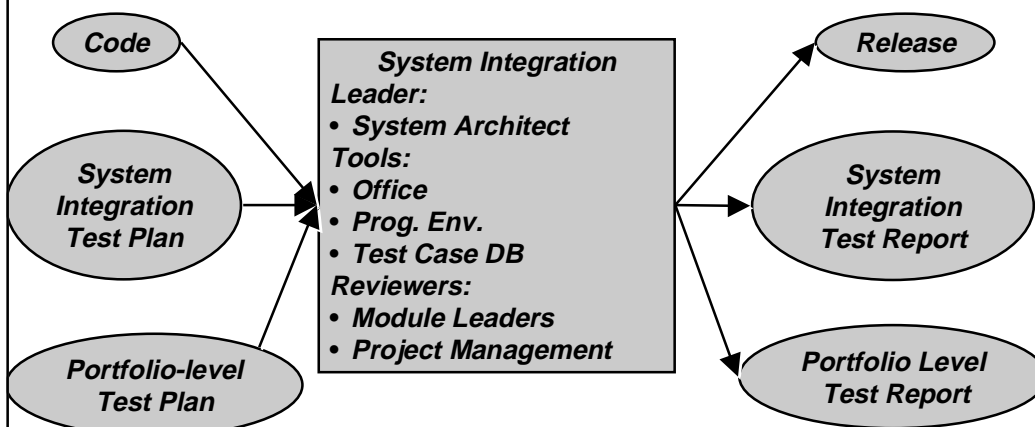 Code
System
Integration
Test Plan
Portfolio-level
Test Plan
System Integration
Leader:
• System Architect
Tools:
• Office
• Prog. Env.
• Test Case DB
Reviewers:
• Module Leaders
• Project Management
Release
System
Integration
Test Report
Portfolio Level
Test Report